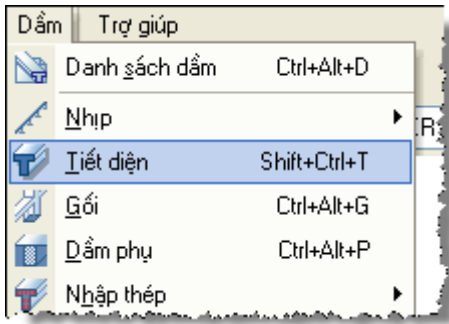 Dầm Trợ giúp
Danh sách dầm Ctrl+Alt+D
Nhịp
Tiết diện Shift+Ctrl+T
Gối Ctrl+Alt+G
Dầm phụ Ctrl+Alt+P
Nhập thép